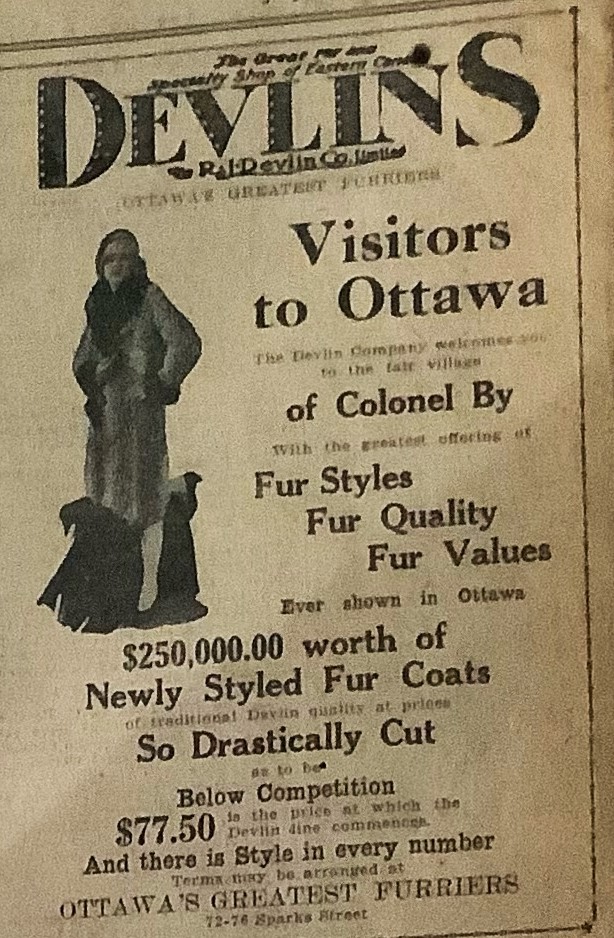 The Great Fur and
Specialty Shop of Eastern Canada
DEVLINS
The R.J. Devlin Co. Limited
OTTAWA'S GREATEST FURRIERS
Visitors
to Ottawa
The Devlin Company welcomes you
to the fair village
of Colonel By
With the greatest offering of
Fur Styles
Fur Quality
Fur Values
Ever shown in Ottawa
$250,000.00 worth of
Newly Styled Fur Coats
of traditional Devlin quality at prices
So Drastically Cut
as to be
Below Competition
$77.50 is the price at which the
Devlin line commences.
And there is Style in every number
Terms may be arranged at
OTTAWA'S GREATEST FURRIERS
72-76 Sparks Street